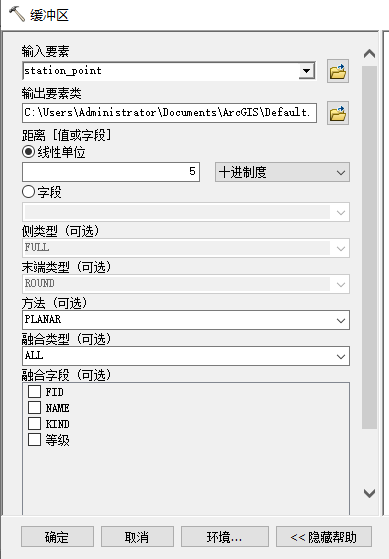 缓冲区
输入要素
station_point
输出要素类
C:\Users\Administrator\Documents\ArcGIS\Default.
距离 [值或字段]
线性单位
5 十进制度
字段
侧类型 (可选)
FULL
末端类型 (可选)
ROUND
方法 (可选)
PLANAR
融合类型 (可选)
ALL
融合字段 (可选)
FID
NAME
KIND
等级
确定 取消 环境... << 隐藏帮助